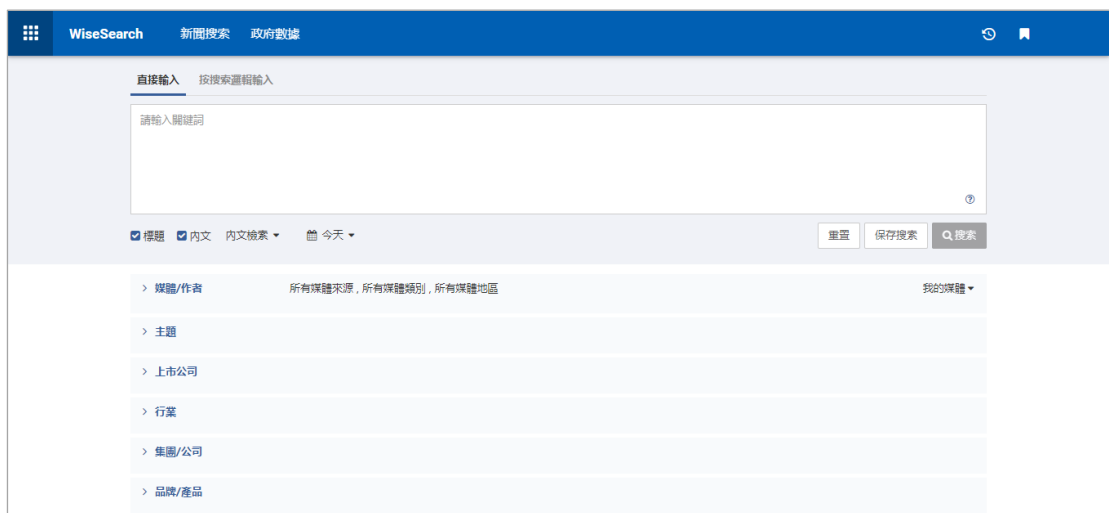 WiseSearch 新聞搜索 政府數據
直接輸入 按搜索邏輯輸入
請輸入關鍵詞
標題 內文 內文檢索 今天 重置 保存搜索 搜索
媒體/作者 所有媒體來源 , 所有媒體類別 , 所有媒體地區 我的媒體
主題
上市公司
行業
集團/公司
品牌/產品